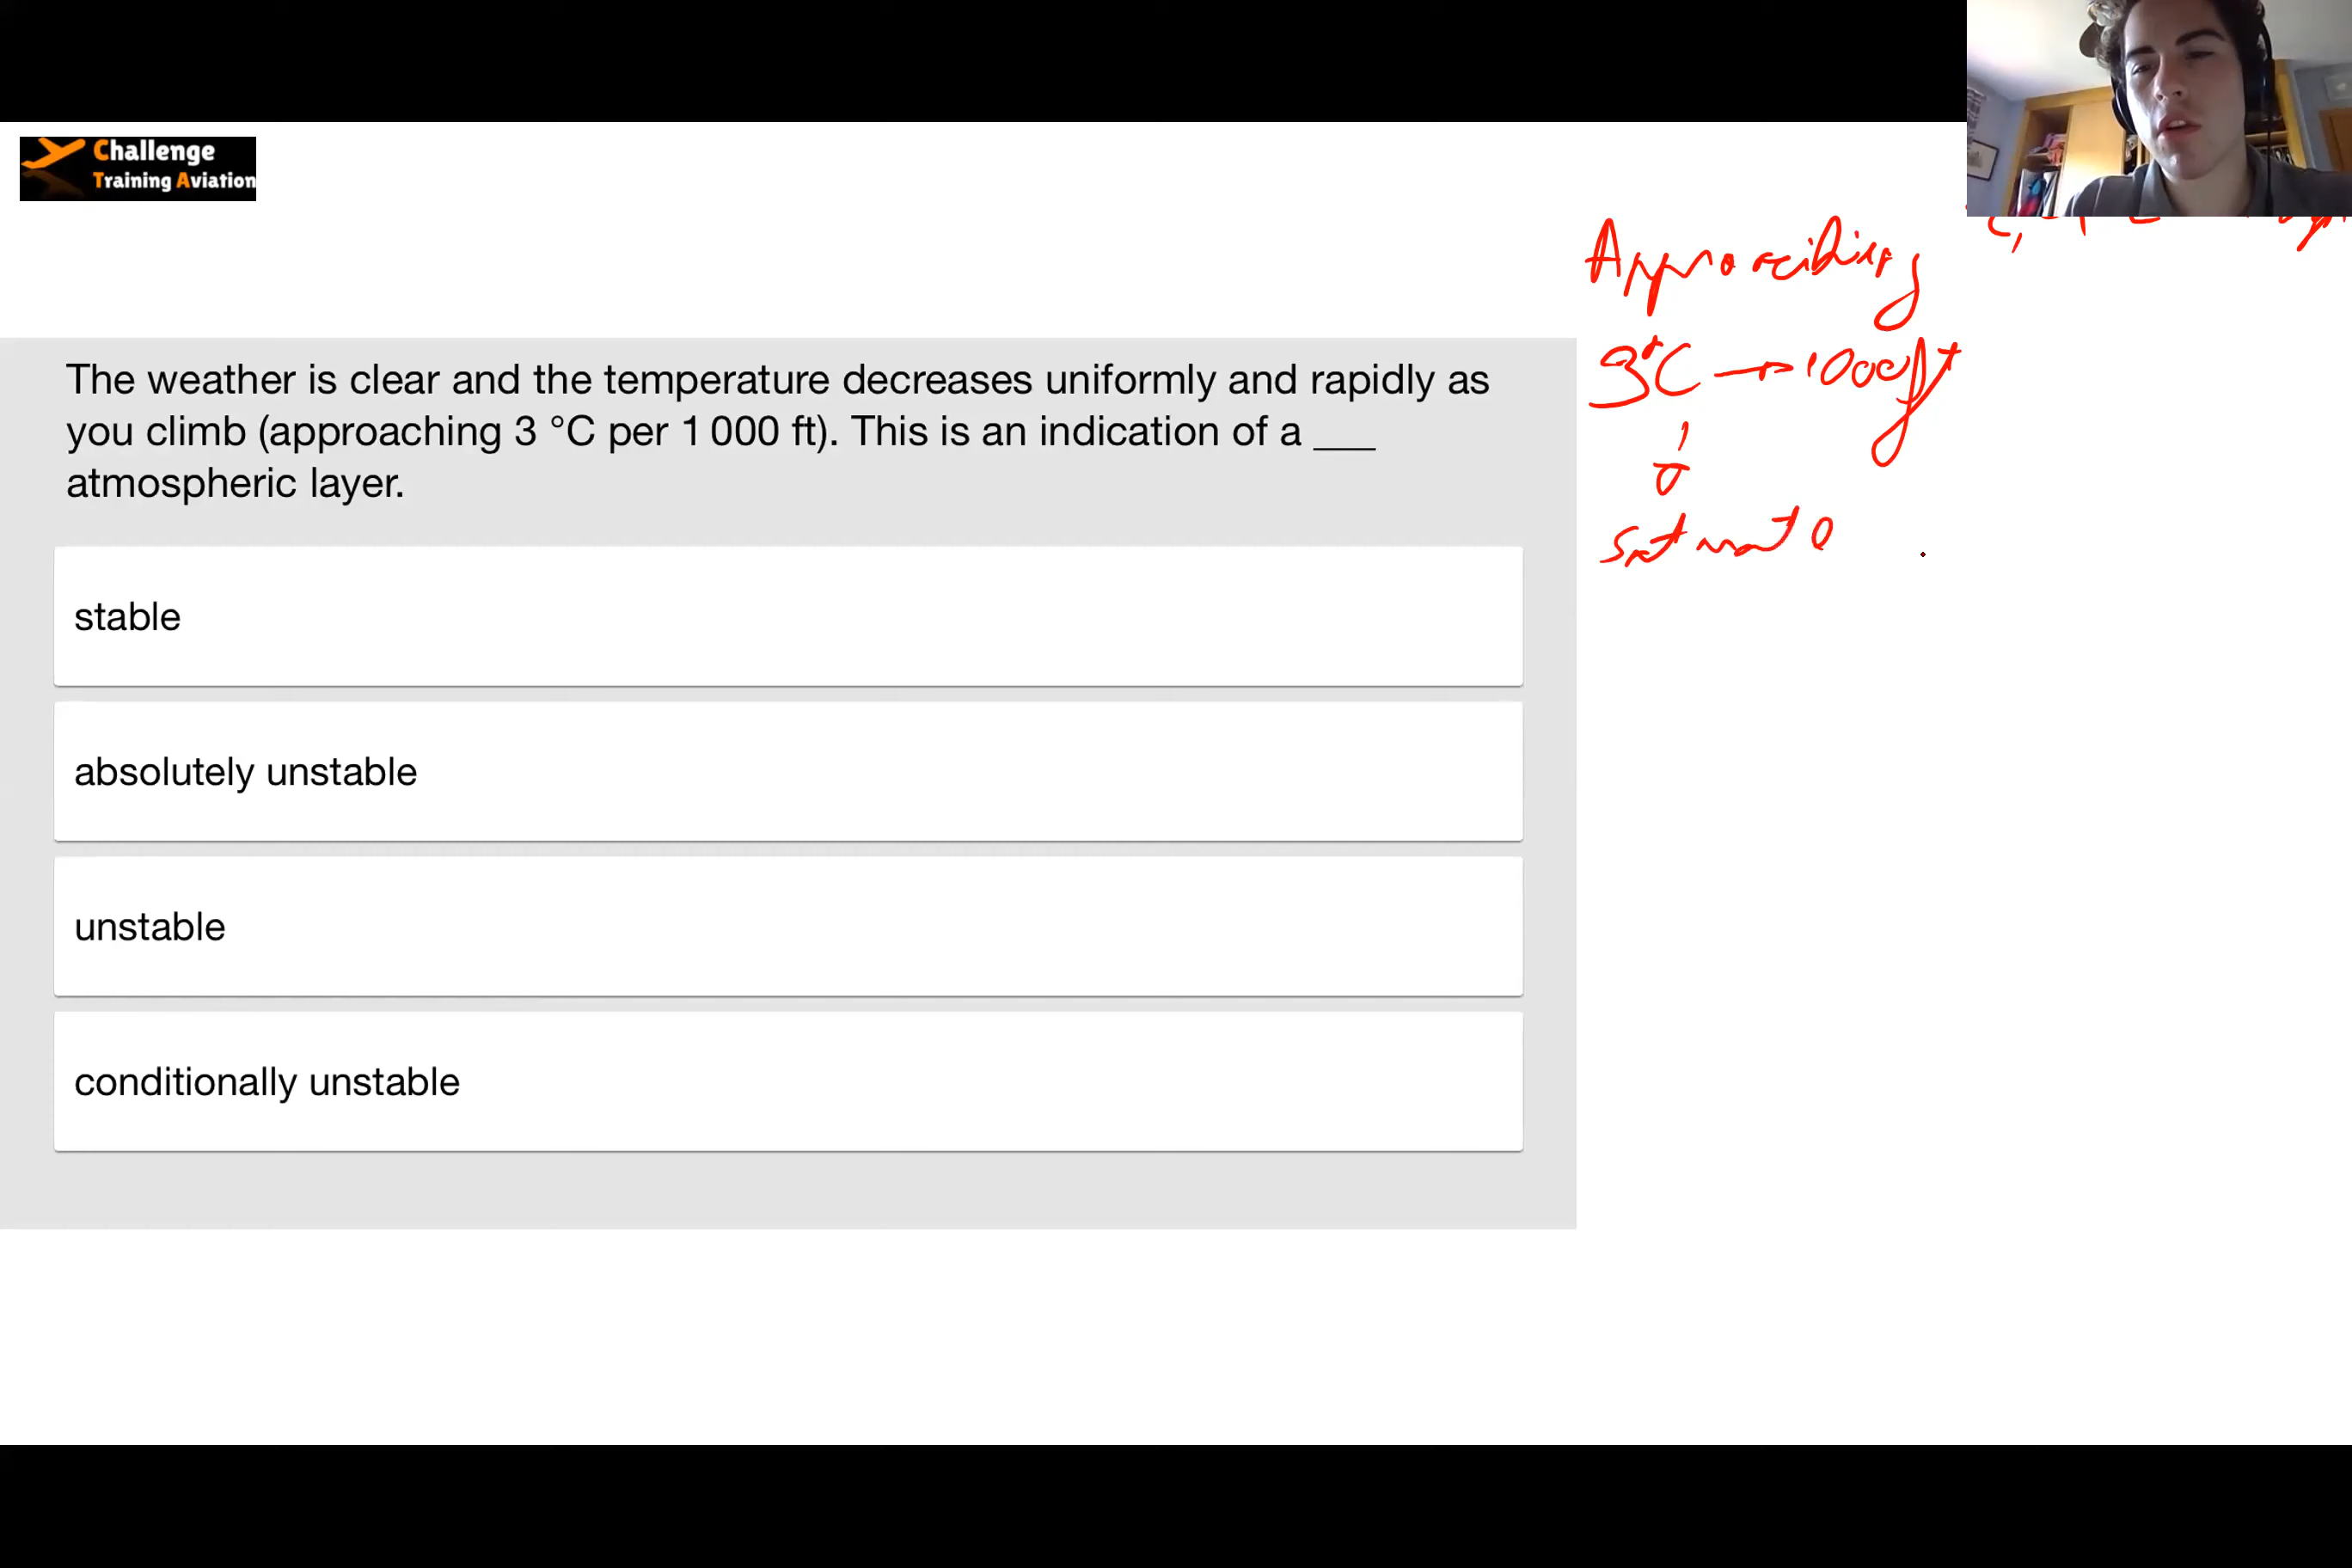 Challenge
Training Aviation
Approaching
3°C → 1000ft
The weather is clear and the temperature decreases uniformly and rapidly as
you climb (approaching 3 °C per 1 000 ft). This is an indication of a ___
atmospheric layer.
stable
absolutely unstable
unstable
conditionally unstable